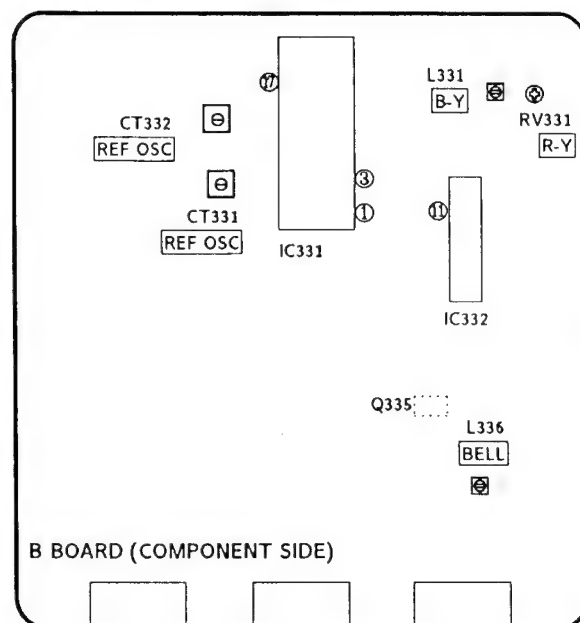 L331
B-Y
⑰
CT332
REF OSC
RV331
R-Y
CT331
REF OSC
③
①
⑪
IC331
IC332
Q335
L336
BELL
B BOARD (COMPONENT SIDE)